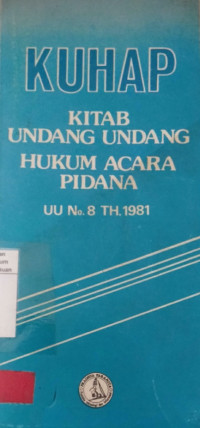 KUHAP
KITAB
UNDANG UNDANG
HUKUM ACARA
PIDANA
UU No. 8 TH. 1981